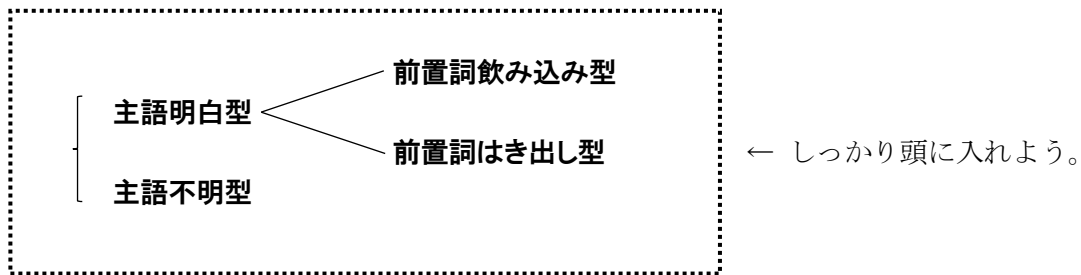 前置詞飲み込み型
主語明白型
前置詞はき出し型
← しっかり頭に入れよう。
主語不明型